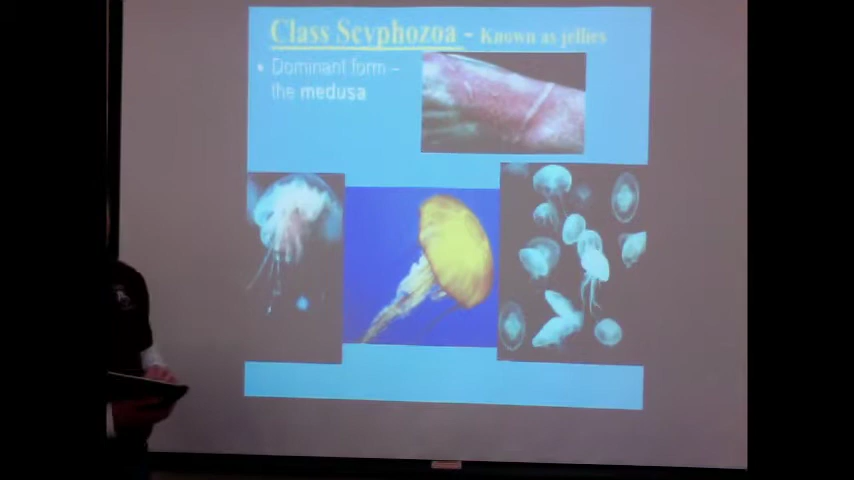 Class Scyphozoa - Known as jellies
• Dominant form –
the medusa